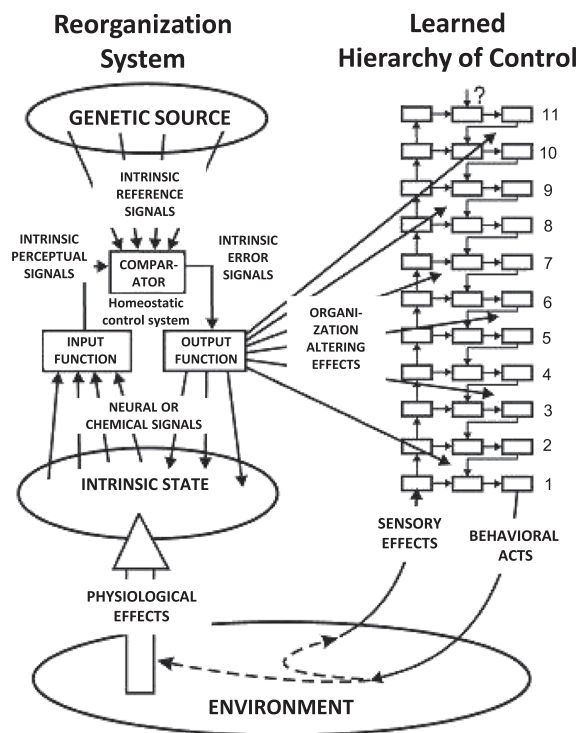 Reorganization
System
Learned
Hierarchy of Control
GENETIC SOURCE
INTRINSIC
REFERENCE
SIGNALS
INTRINSIC
PERCEPTUAL
SIGNALS
COMPAR-
ATOR
INTRINSIC
ERROR
SIGNALS
Homeostatic
control system
INPUT
FUNCTION
OUTPUT
FUNCTION
ORGANI-
ZATION
ALTERING
EFFECTS
NEURAL OR
CHEMICAL SIGNALS
INTRINSIC STATE
?
11
10
9
8
7
6
5
4
3
2
1
SENSORY
EFFECTS
BEHAVIORAL
ACTS
PHYSIOLOGICAL
EFFECTS
ENVIRONMENT